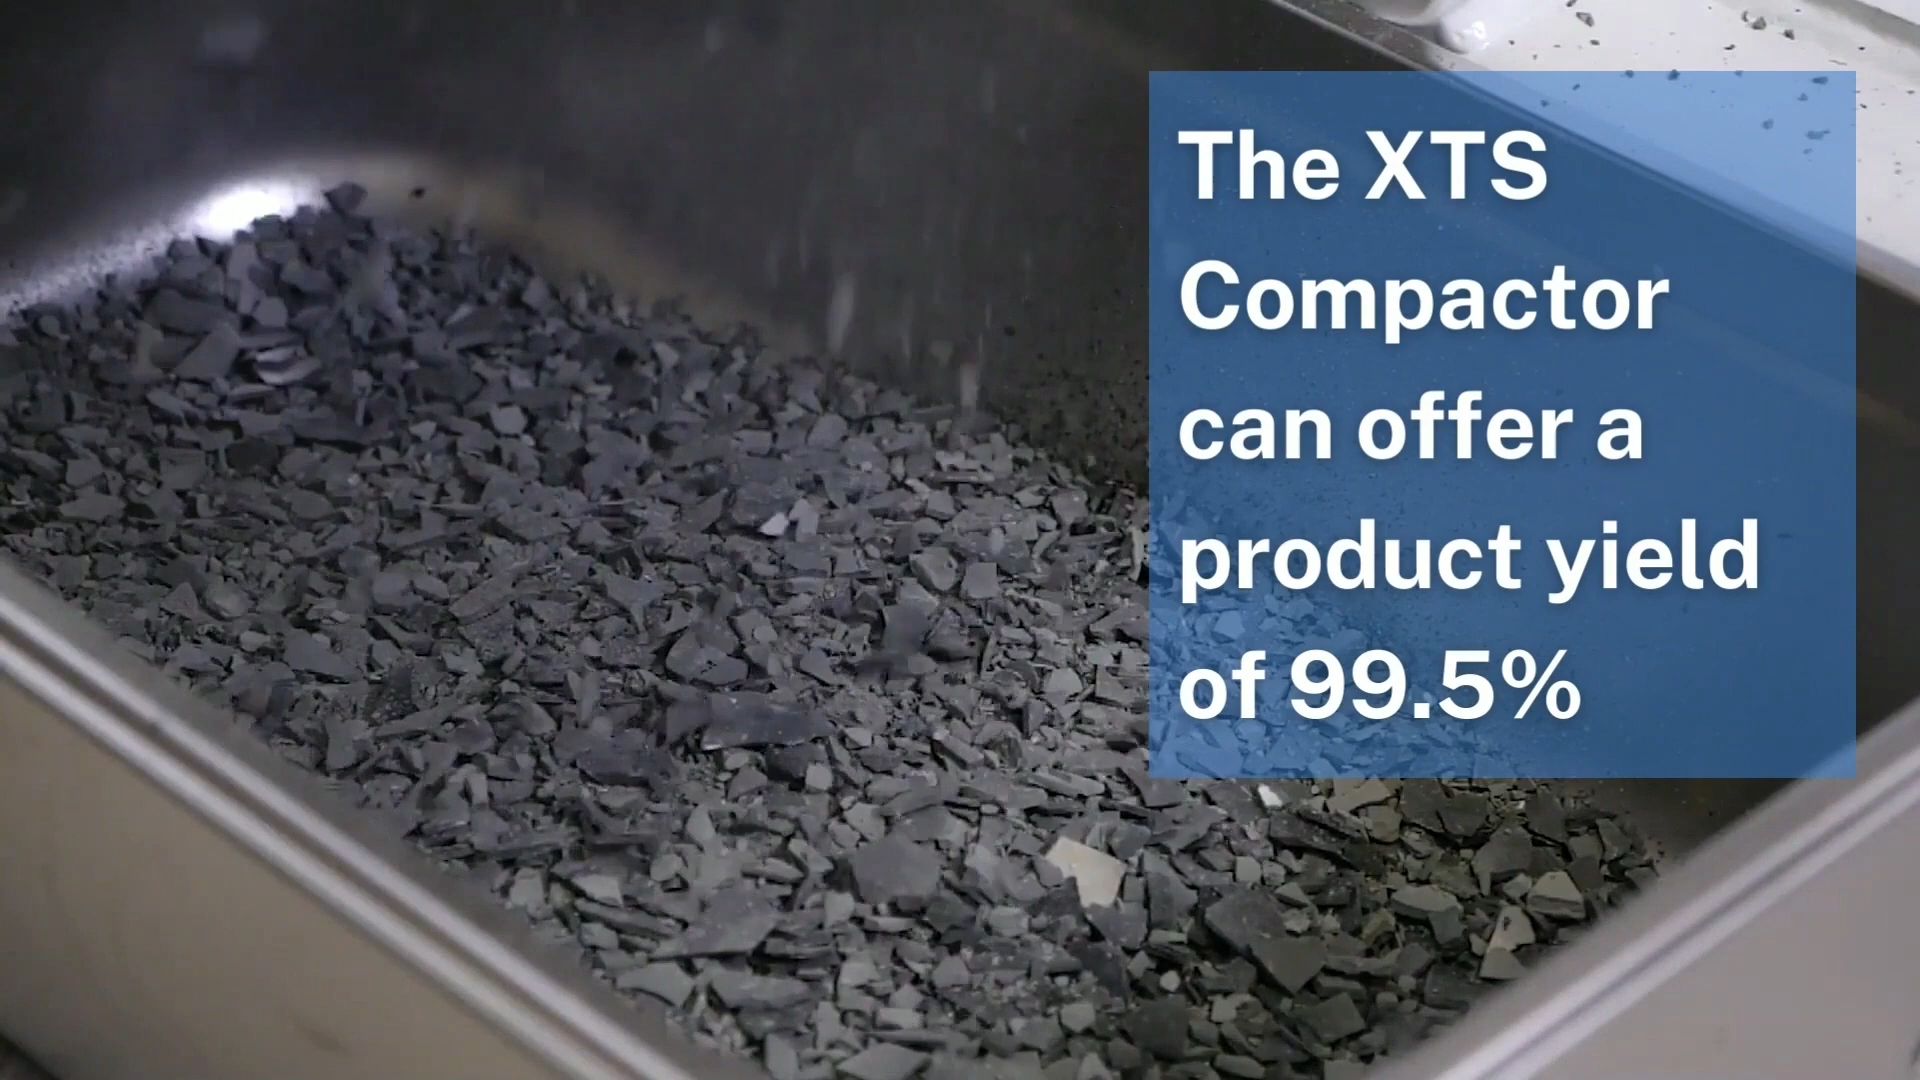 The XTS
Compactor
can offer a
product yield
of 99.5%